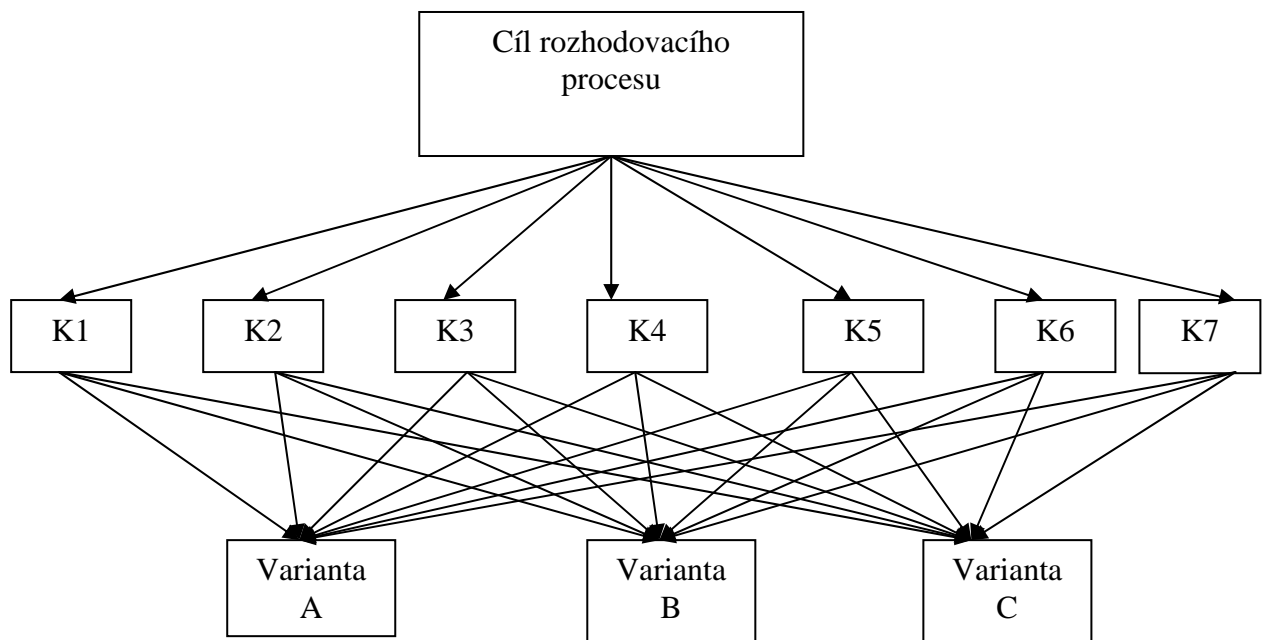 Cíl rozhodovacího
procesu
K1
K2
K3
K4
K5
K6
K7
Varianta
A
Varianta
B
Varianta
C